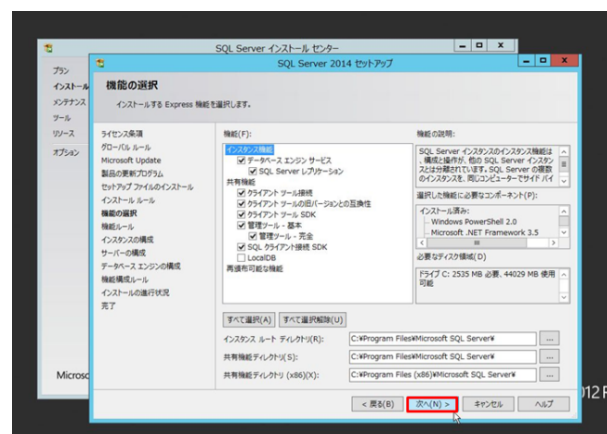 SQL Server インストール センター
SQL Server 2014 セットアップ
プラン
インストール
メンテナンス
ツール
リソース
オプション
機能の選択
インストールする Express 機能を選択します。
ライセンス条項
グローバル ルール
Microsoft Update
製品の更新プログラム
セットアップ ファイルのインストール
インストール ルール
機能の選択
機能ルール
インスタンスの構成
サーバーの構成
データベース エンジンの構成
機能構成ルール
インストールの進行状況
完了
機能(F):
インスタンス機能
データベース エンジン サービス
SQL Server レプリケーション
共有機能
クライアント ツール接続
クライアント ツールの旧バージョンとの互換性
クライアント ツール SDK
管理ツール - 基本
管理ツール - 完全
SQL クライアント接続 SDK
LocalDB
再頒布可能な機能
機能の説明:
SQL Server インスタンスのインスタンス機能は
、構成と操作が、他の SQL Server インスタン
スとは分離されています。SQL Server の複数
のインスタンスを、同じコンピューターでサイド バイ
選択した機能に必要なコンポーネント(P):
インストール済み:
Windows PowerShell 2.0
Microsoft .NET Framework 3.5
必要なディスク領域(D)
ドライブ C: 2535 MB 必要、44029 MB 使用
可能
すべて選択(A)
すべて選択解除(U)
インスタンス ルート ディレクトリ(R):
C:¥Program Files¥Microsoft SQL Server¥
...
共有機能ディレクトリ(S):
C:¥Program Files¥Microsoft SQL Server¥
...
共有機能ディレクトリ (x86)(X):
C:¥Program Files (x86)¥Microsoft SQL Server¥
...
Microso
012 R
< 戻る(B)
次へ(N) >
キャンセル
ヘルプ